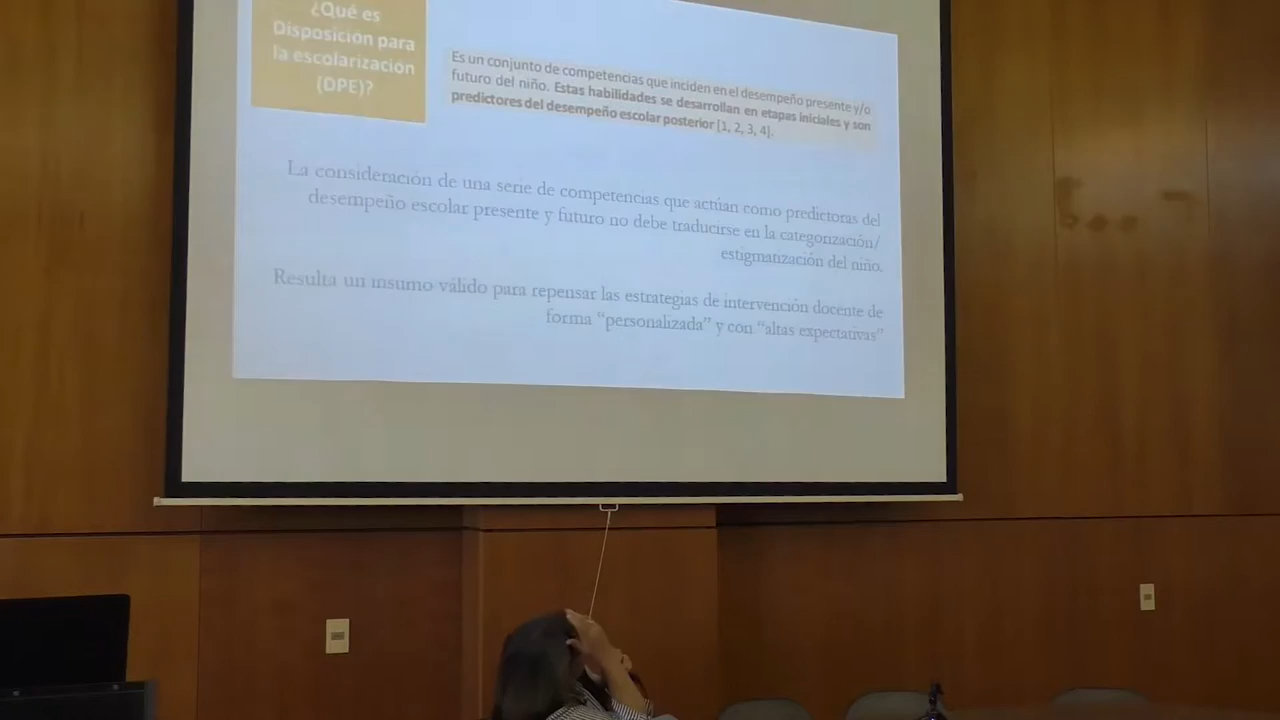 ¿Qué es
Disposición para
la escolarización
(DPE)?
Es un conjunto de competencias que inciden en el desempeño presente y/o
futuro del niño. Estas habilidades se desarrollan en etapas iniciales y son
predictores del desempeño escolar posterior [1, 2, 3, 4].
La consideración de una serie de competencias que actúan como predictoras del
desempeño escolar presente y futuro no debe traducirse en la categorización/
estigmatización del niño.
Resulta un insumo válido para repensar las estrategias de intervención docente de
forma “personalizada” y con “altas expectativas”